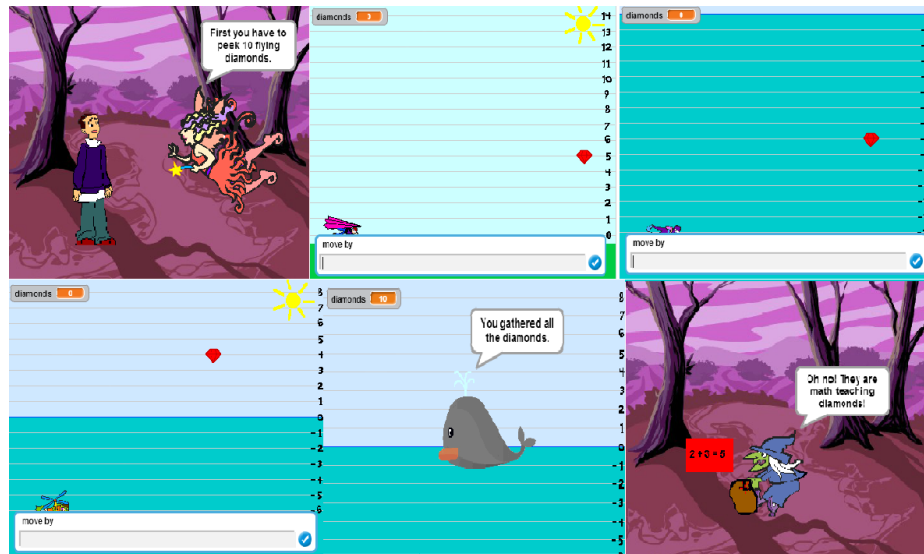 First you have to
peek 10 flying
diamonds.
diamonds
14
13
12
11
10
9
8
7
6
5
4
3
2
1
0
move by
diamonds
move by
diamonds 0
8
7
6
5
4
3
2
1
0
-1
-2
-3
-4
-5
-6
move by
diamonds 10
You gathered all
the diamonds.
8
7
6
5
4
3
2
1
0
-1
-2
-3
-4
-5
Oh no! They are
math teaching
diamonds!
2 + 3 = 5